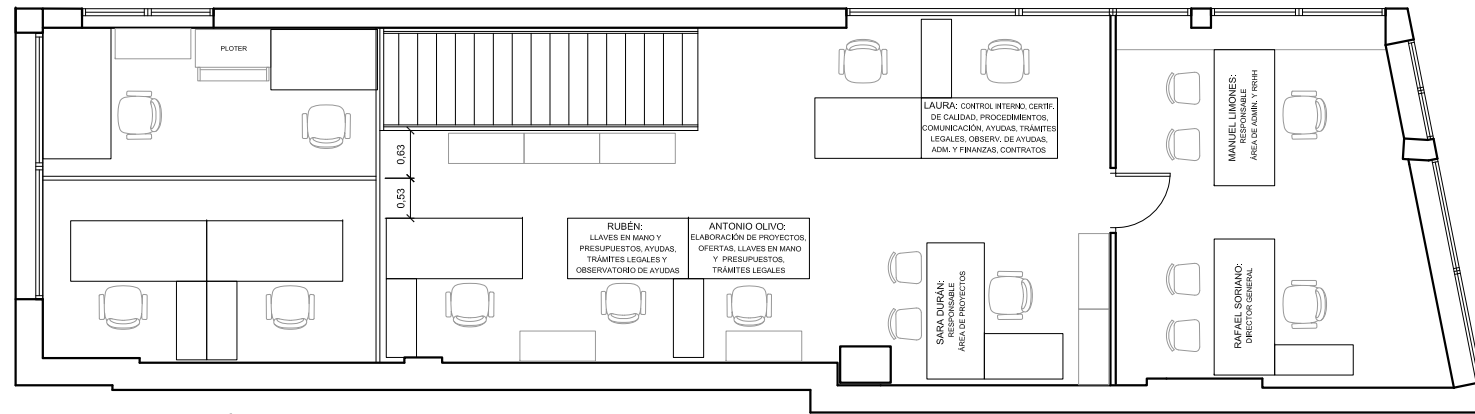 PLOTER
LAURA: CONTROL INTERNO, CERTIF.
DE CALIDAD, PROCEDIMIENTOS,
COMUNICACIÓN, AYUDAS, TRÁMITES
LEGALES, OBSERV. DE AYUDAS,
ADM. Y FINANZAS, CONTRATOS
MANUEL LIMONES:
RESPONSABLE
ÁREA DE ADMÍN. Y RRHH
0,63
0,53
RUBÉN:
LLAVES EN MANO Y
PRESUPUESTOS, AYUDAS,
TRÁMITES LEGALES Y
OBSERVATORIO DE AYUDAS
ANTONIO OLIVO:
ELABORACIÓN DE PROYECTOS,
OFERTAS, LLAVES EN MANO
Y PRESUPUESTOS,
TRÁMITES LEGALES
SARA DURÁN:
RESPONSABLE
ÁREA DE PROYECTOS
RAFAEL SORIANO:
DIRECTOR GENERAL